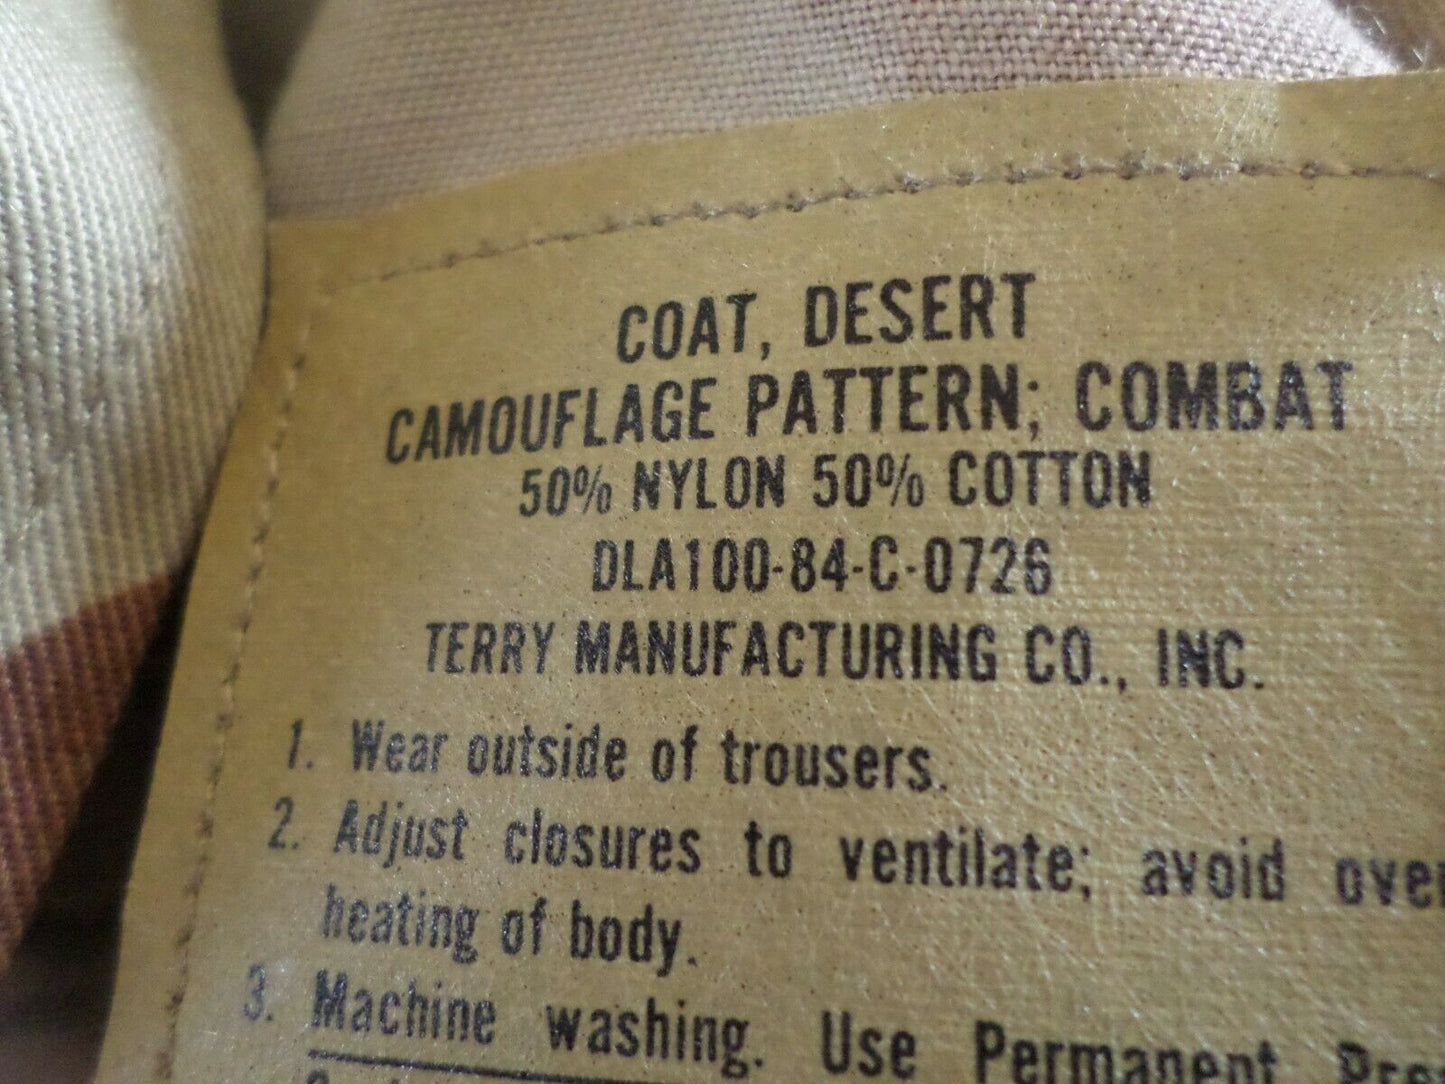 COAT, DESERT
CAMOUFLAGE PATTERN; COMBAT
50% NYLON 50% COTTON
DLA100-84-C-0726
TERRY MANUFACTURING CO., INC.
1. Wear outside of trousers.
2. Adjust closures to ventilate; avoid over
heating of body.
3. Machine washing. Use Permanent